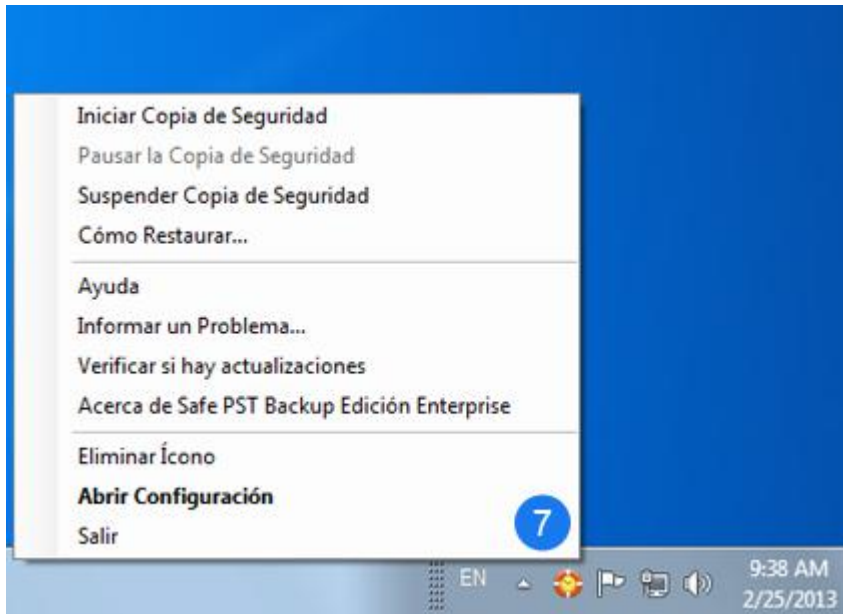 Iniciar Copia de Seguridad
Pausar la Copia de Seguridad
Suspender Copia de Seguridad
Cómo Restaurar...
Ayuda
Informar un Problema...
Verificar si hay actualizaciones
Acerca de Safe PST Backup Edición Enterprise
Eliminar Ícono
Abrir Configuración
Salir
7
EN
9:38 AM
2/25/2013